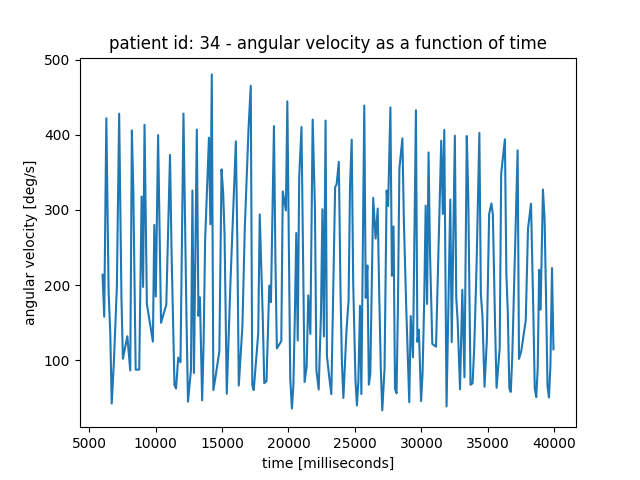 patient id: 34 - angular velocity as a function of time
500
400
300
200
100
angular velocity [deg/s]
5000 10000 15000 20000 25000 30000 35000 40000
time [milliseconds]